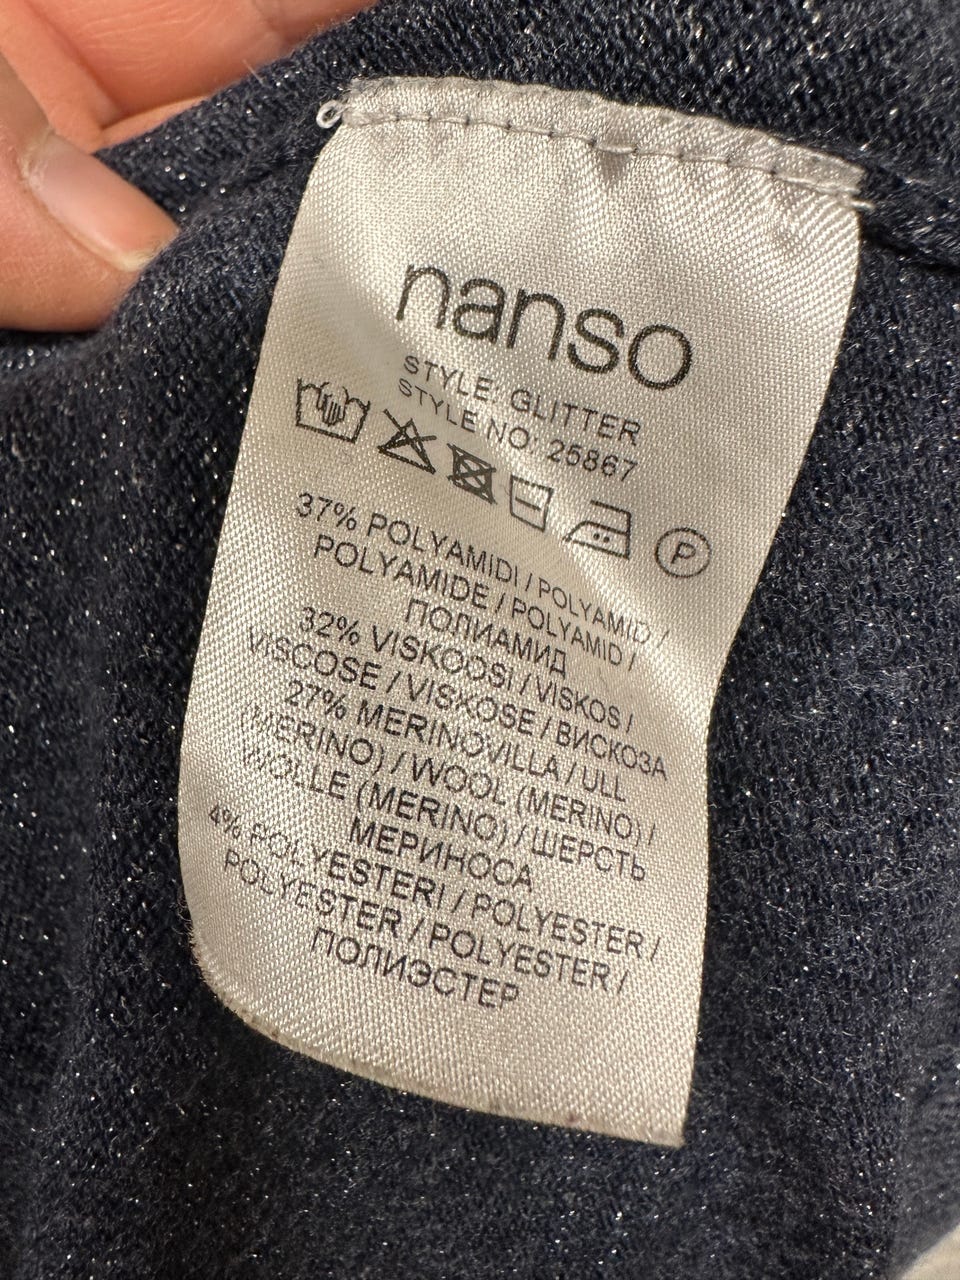 nanso
STYLE: GLITTER
STYLE NO: 25867
P
37% POLYAMIDI / POLYAMID /
POLYAMIDE / POLYAMID /
ПОЛИАМИД
32% VISKOOSI / VISKOS /
VISCOSE / VISKOSE / ВИСКОЗА
27% MERINOVILLA / ULL
(MERINO) / WOOL (MERINO) /
WOLLE (MERINO) / ШЕРСТЬ
МЕРИНОСА
4% POLYESTERI / POLYESTER /
POLYESTER / POLYESTER /
ПОЛИЭСТЕР